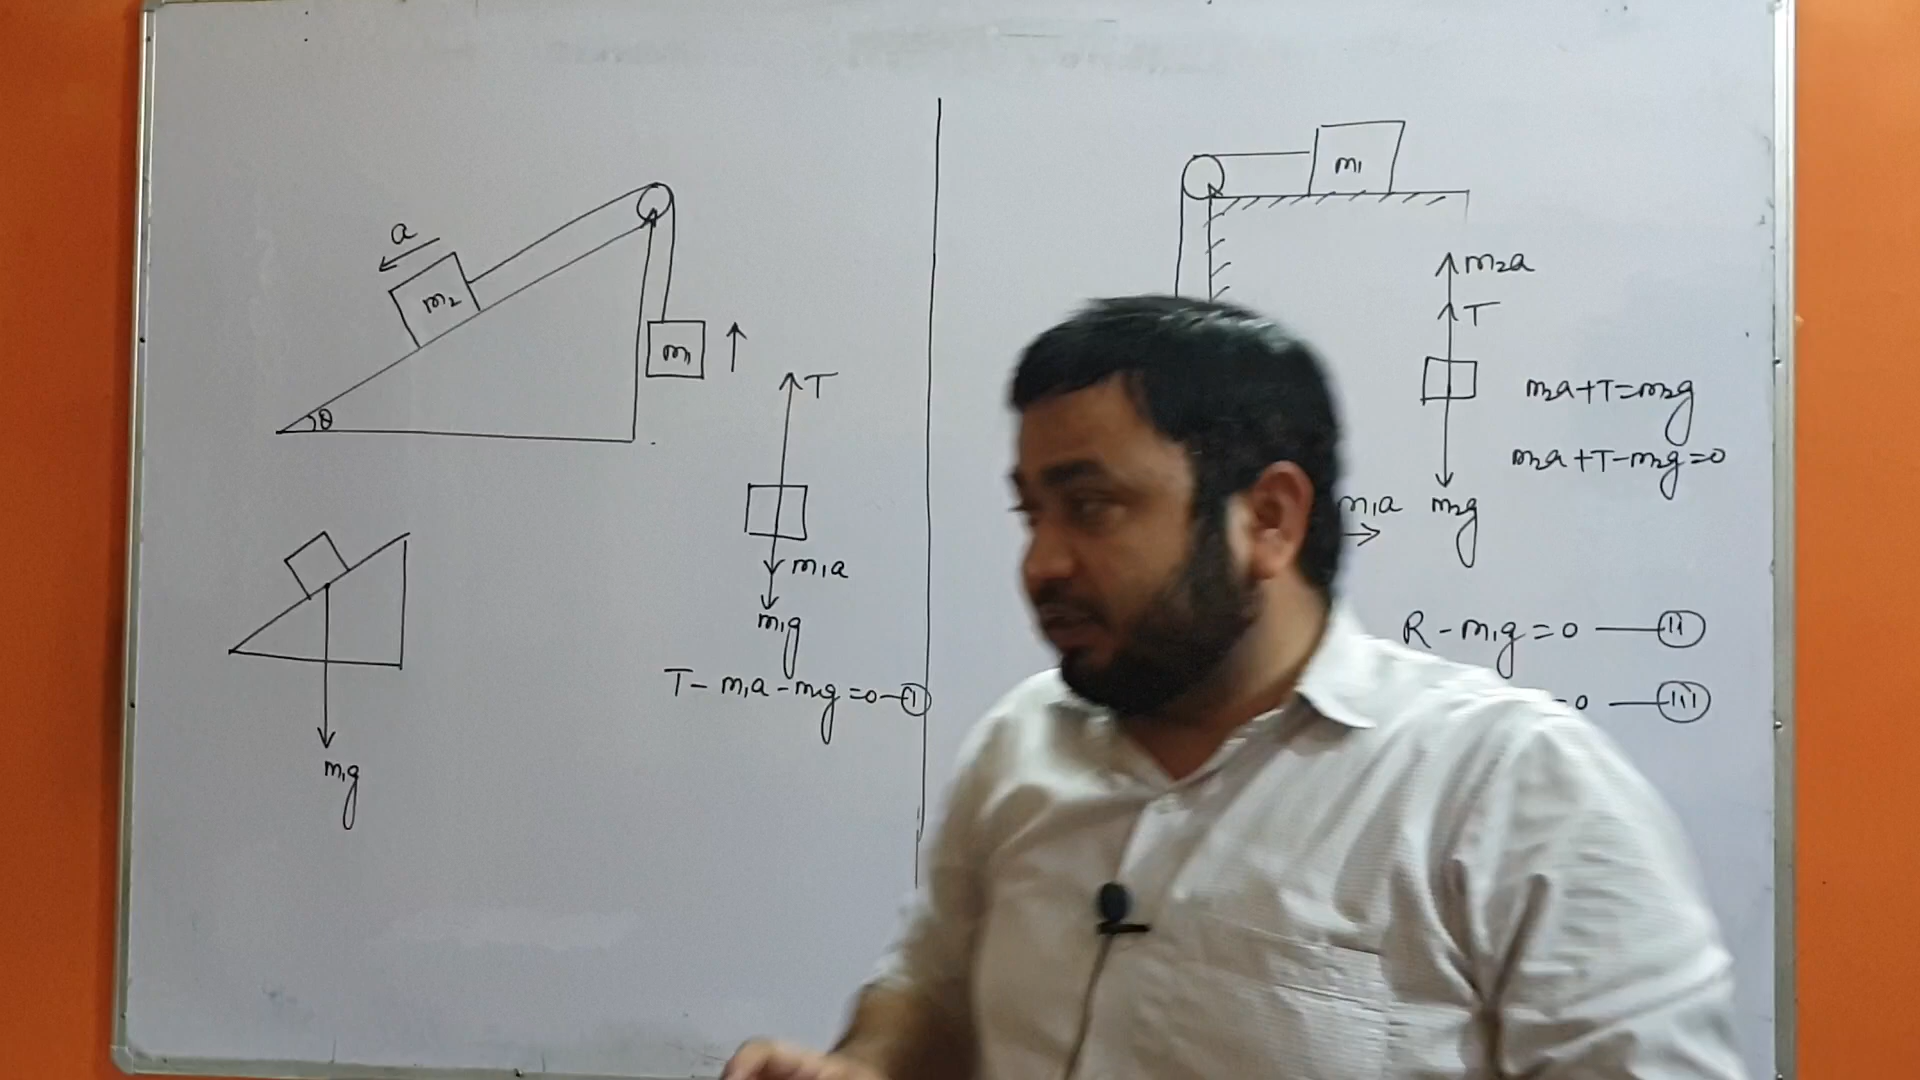 a
m₂
m₁
θ
T
m₁a
m₁g
T - m₁a - m₁g = 0 — I
m₁g
m₁
m₂a
T
m₂a + T = m₂g
m₂a + T - m₂g = 0
m₁a
m₂g
R - m₁g = 0 — II
= 0 — III